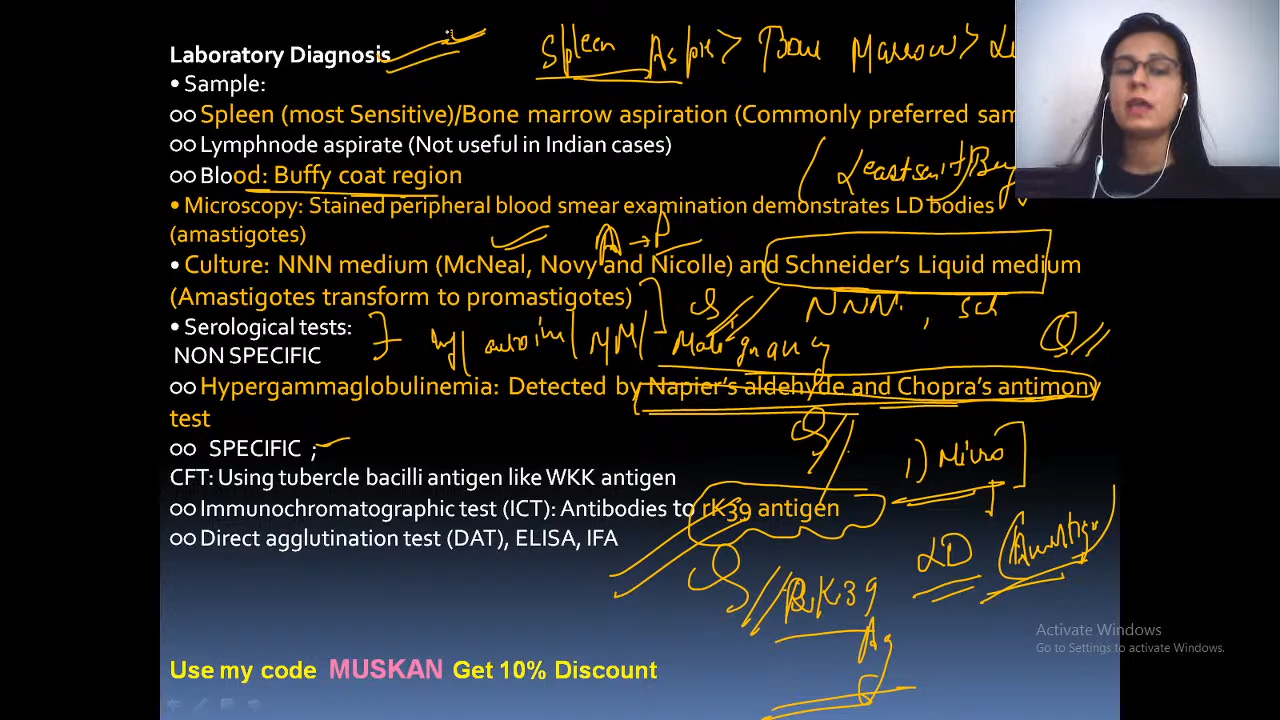 Spleen Aspi > Bone Marrow >
Laboratory Diagnosis
• Sample:
oo Spleen (most Sensitive)/Bone marrow aspiration (Commonly preferred sam
oo Lymphnode aspirate (Not useful in Indian cases)
oo Blood: Buffy coat region
• Microscopy: Stained peripheral blood smear examination demonstrates LD bodies
(amastigotes)
A → P
• Culture: NNN medium (McNeal, Novy and Nicolle) and Schneider's Liquid medium
(Amastigotes transform to promastigotes)
NNN, Sch
• Serological tests:
MM/ Malignancy
NON SPECIFIC
oo Hypergammaglobulinemia: Detected by Napier's aldehyde and Chopra's antimony
test
oo SPECIFIC ;
1) Micro
CFT: Using tubercle bacilli antigen like WKK antigen
oo Immunochromatographic test (ICT): Antibodies to rK39 antigen
oo Direct agglutination test (DAT), ELISA, IFA
LD
RK39
Ag
Activate Windows
Go to Settings to activate Windows.
Use my code MUSKAN Get 10% Discount